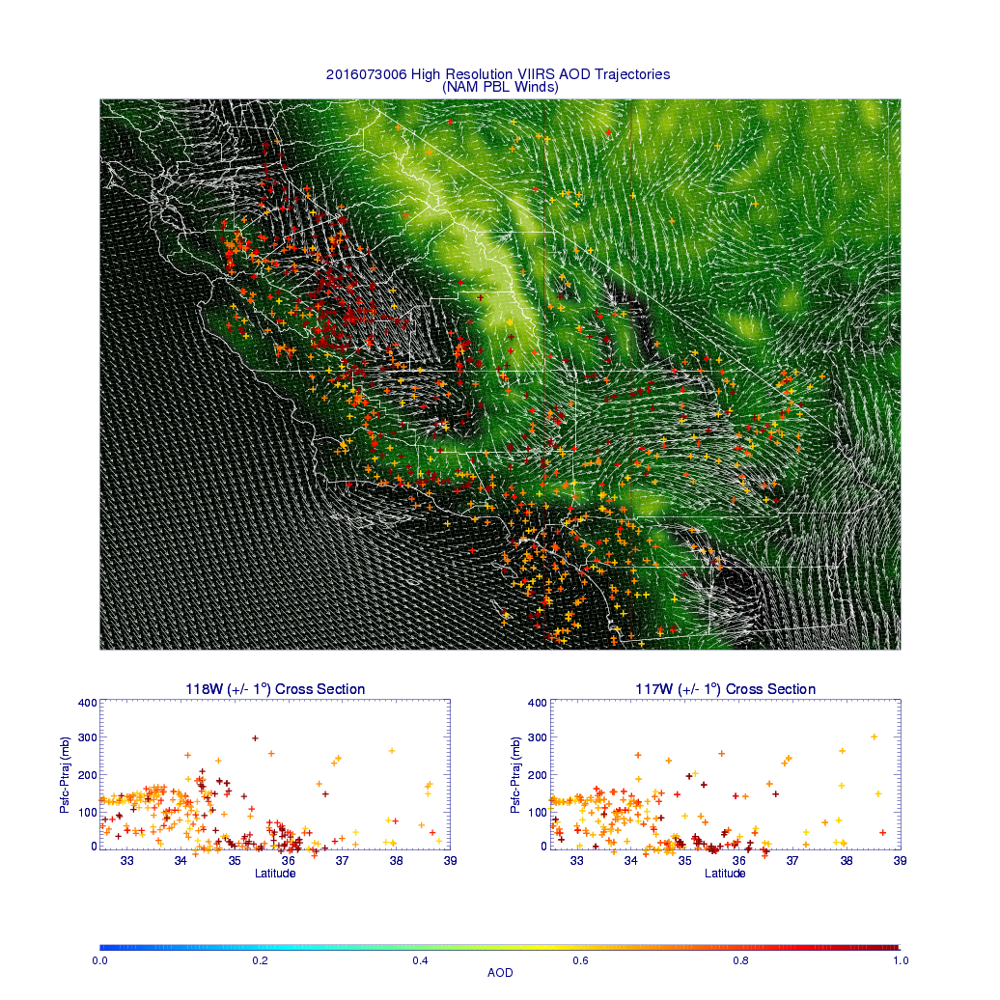 2016073006 High Resolution VIIRS AOD Trajectories
(NAM PBL Winds)
118W (+/- 1°) Cross Section
117W (+/- 1°) Cross Section
Psfc-Ptraj (mb)
400
300
200
100
0
33 34 35 36 37 38 39
Latitude
Psfc-Ptraj (mb)
400
300
200
100
0
33 34 35 36 37 38 39
Latitude
0.0 0.2 0.4 0.6 0.8 1.0
AOD